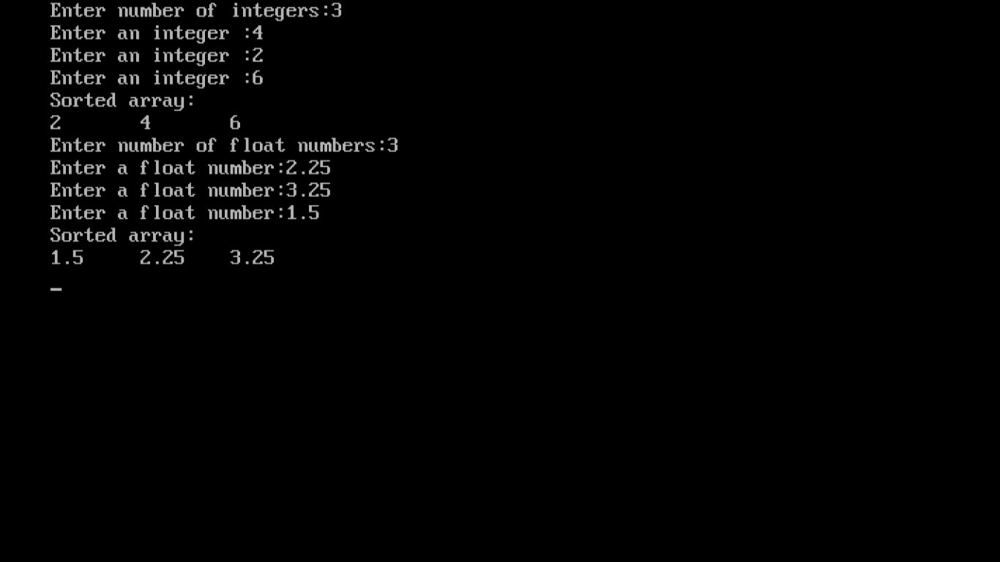 Enter number of integers:3
Enter an integer :4
Enter an integer :2
Enter an integer :6
Sorted array:
2       4       6
Enter number of float numbers:3
Enter a float number:2.25
Enter a float number:3.25
Enter a float number:1.5
Sorted array:
1.5     2.25    3.25
_